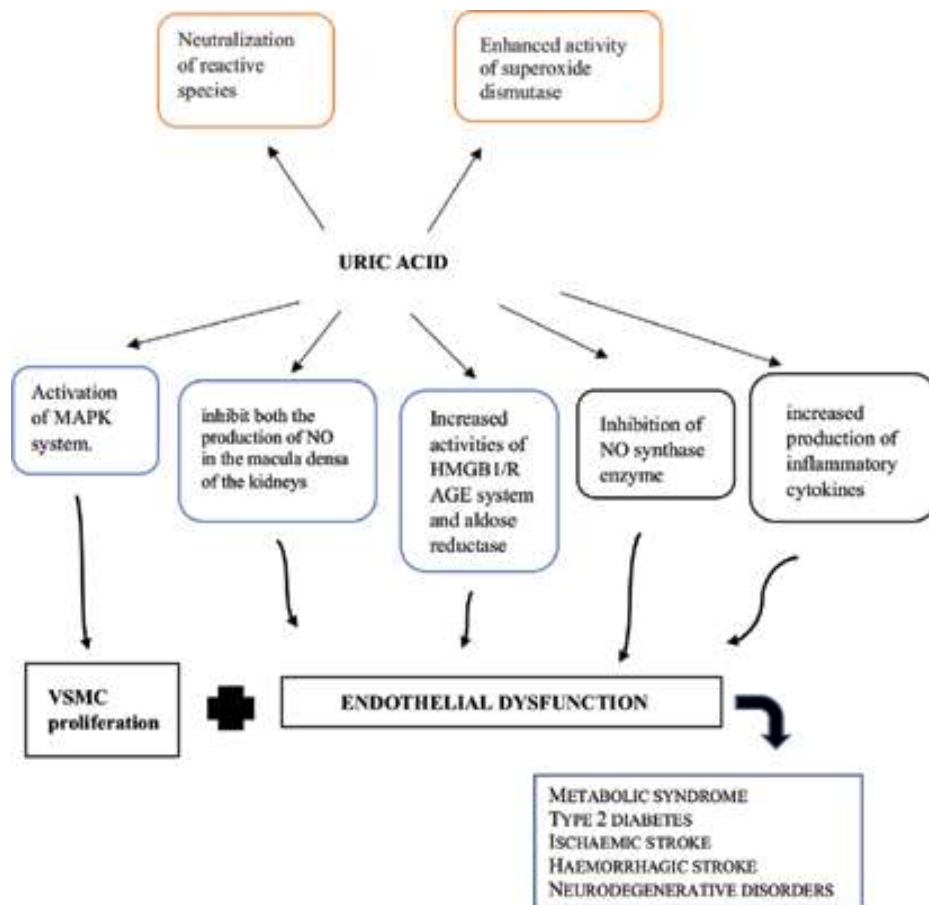 Neutralization
of reactive
species
Enhanced activity
of superoxide
dismutase
URIC ACID
Activation
of MAPK
system.
inhibit both the
production of NO
in the macula densa
of the kidneys
Increased
activities of
HMGB1/R
AGE system
and aldose
reductase
Inhibition of
NO synthase
enzyme
increased
production of
inflammatory
cytokines
VSMC
proliferation
ENDOTHELIAL DYSFUNCTION
METABOLIC SYNDROME
TYPE 2 DIABETES
ISCHAEMIC STROKE
HAEMORRHAGIC STROKE
NEURODEGENERATIVE DISORDERS